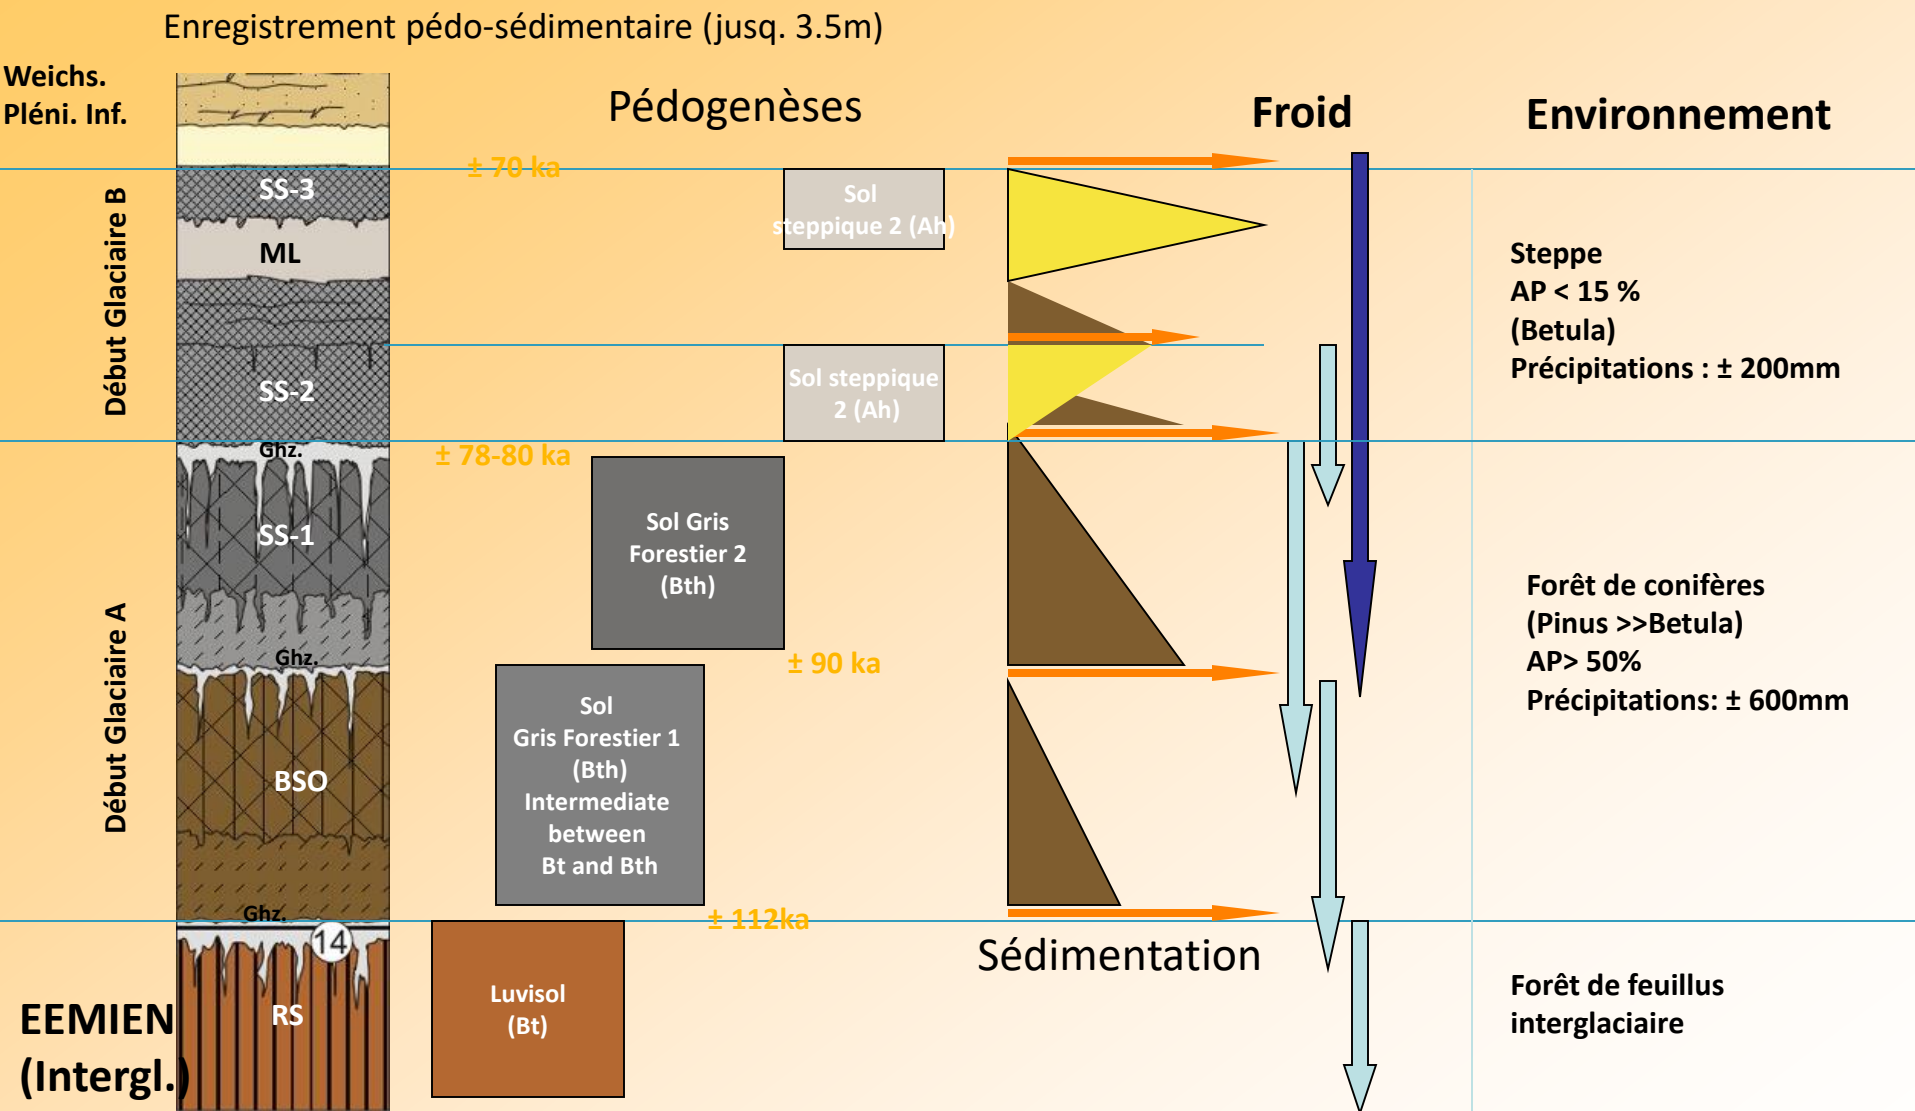 Enregistrement pédo-sédimentaire (jusq. 3.5m)
Weichs.
Pléni. Inf.
Pédogenèses
Froid
Environnement
± 70 ka
Début Glaciaire B
SS-3
Sol
steppique 2 (Ah)
ML
Steppe
AP < 15 %
(Betula)
Précipitations : ± 200mm
SS-2
Sol steppique
2 (Ah)
Ghz.
± 78-80 ka
Début Glaciaire A
SS-1
Sol Gris
Forestier 2
(Bth)
Forêt de conifères
(Pinus >>Betula)
AP> 50%
Précipitations: ± 600mm
Ghz.
± 90 ka
BSO
Sol
Gris Forestier 1
(Bth)
Intermediate
between
Bt and Bth
Ghz.
± 112ka
14
Sédimentation
EEMIEN
(Intergl.)
RS
Luvisol
(Bt)
Forêt de feuillus
interglaciaire